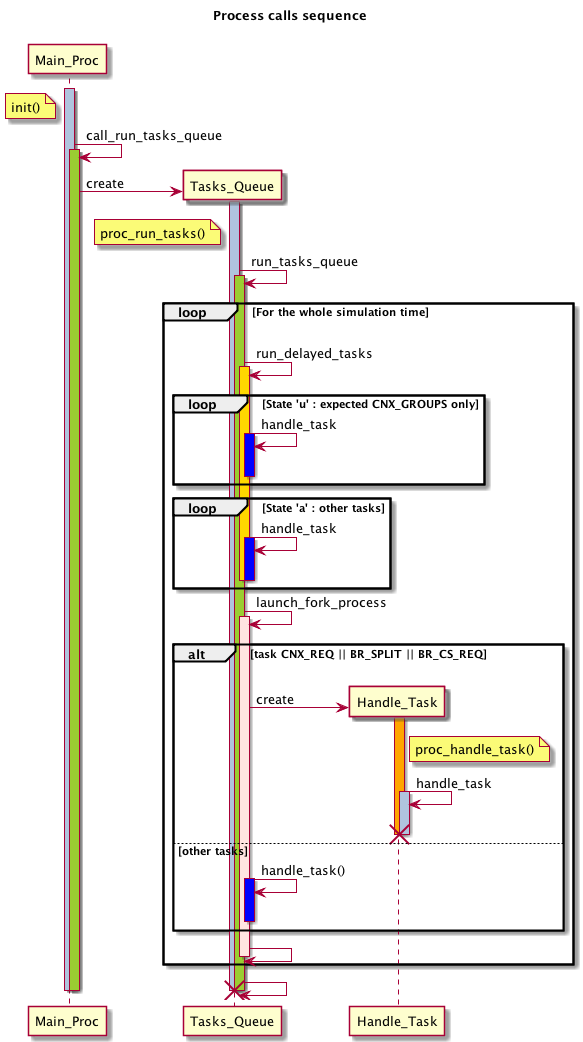 Process calls sequence
Main_Proc
init()
call_run_tasks_queue
create
Tasks_Queue
proc_run_tasks()
run_tasks_queue
loop [For the whole simulation time]
run_delayed_tasks
loop [State 'u' : expected CNX_GROUPS only]
handle_task
loop [State 'a' : other tasks]
handle_task
launch_fork_process
alt [task CNX_REQ || BR_SPLIT || BR_CS_REQ]
create
Handle_Task
proc_handle_task()
handle_task
[other tasks]
handle_task()
Main_Proc
Tasks_Queue
Handle_Task